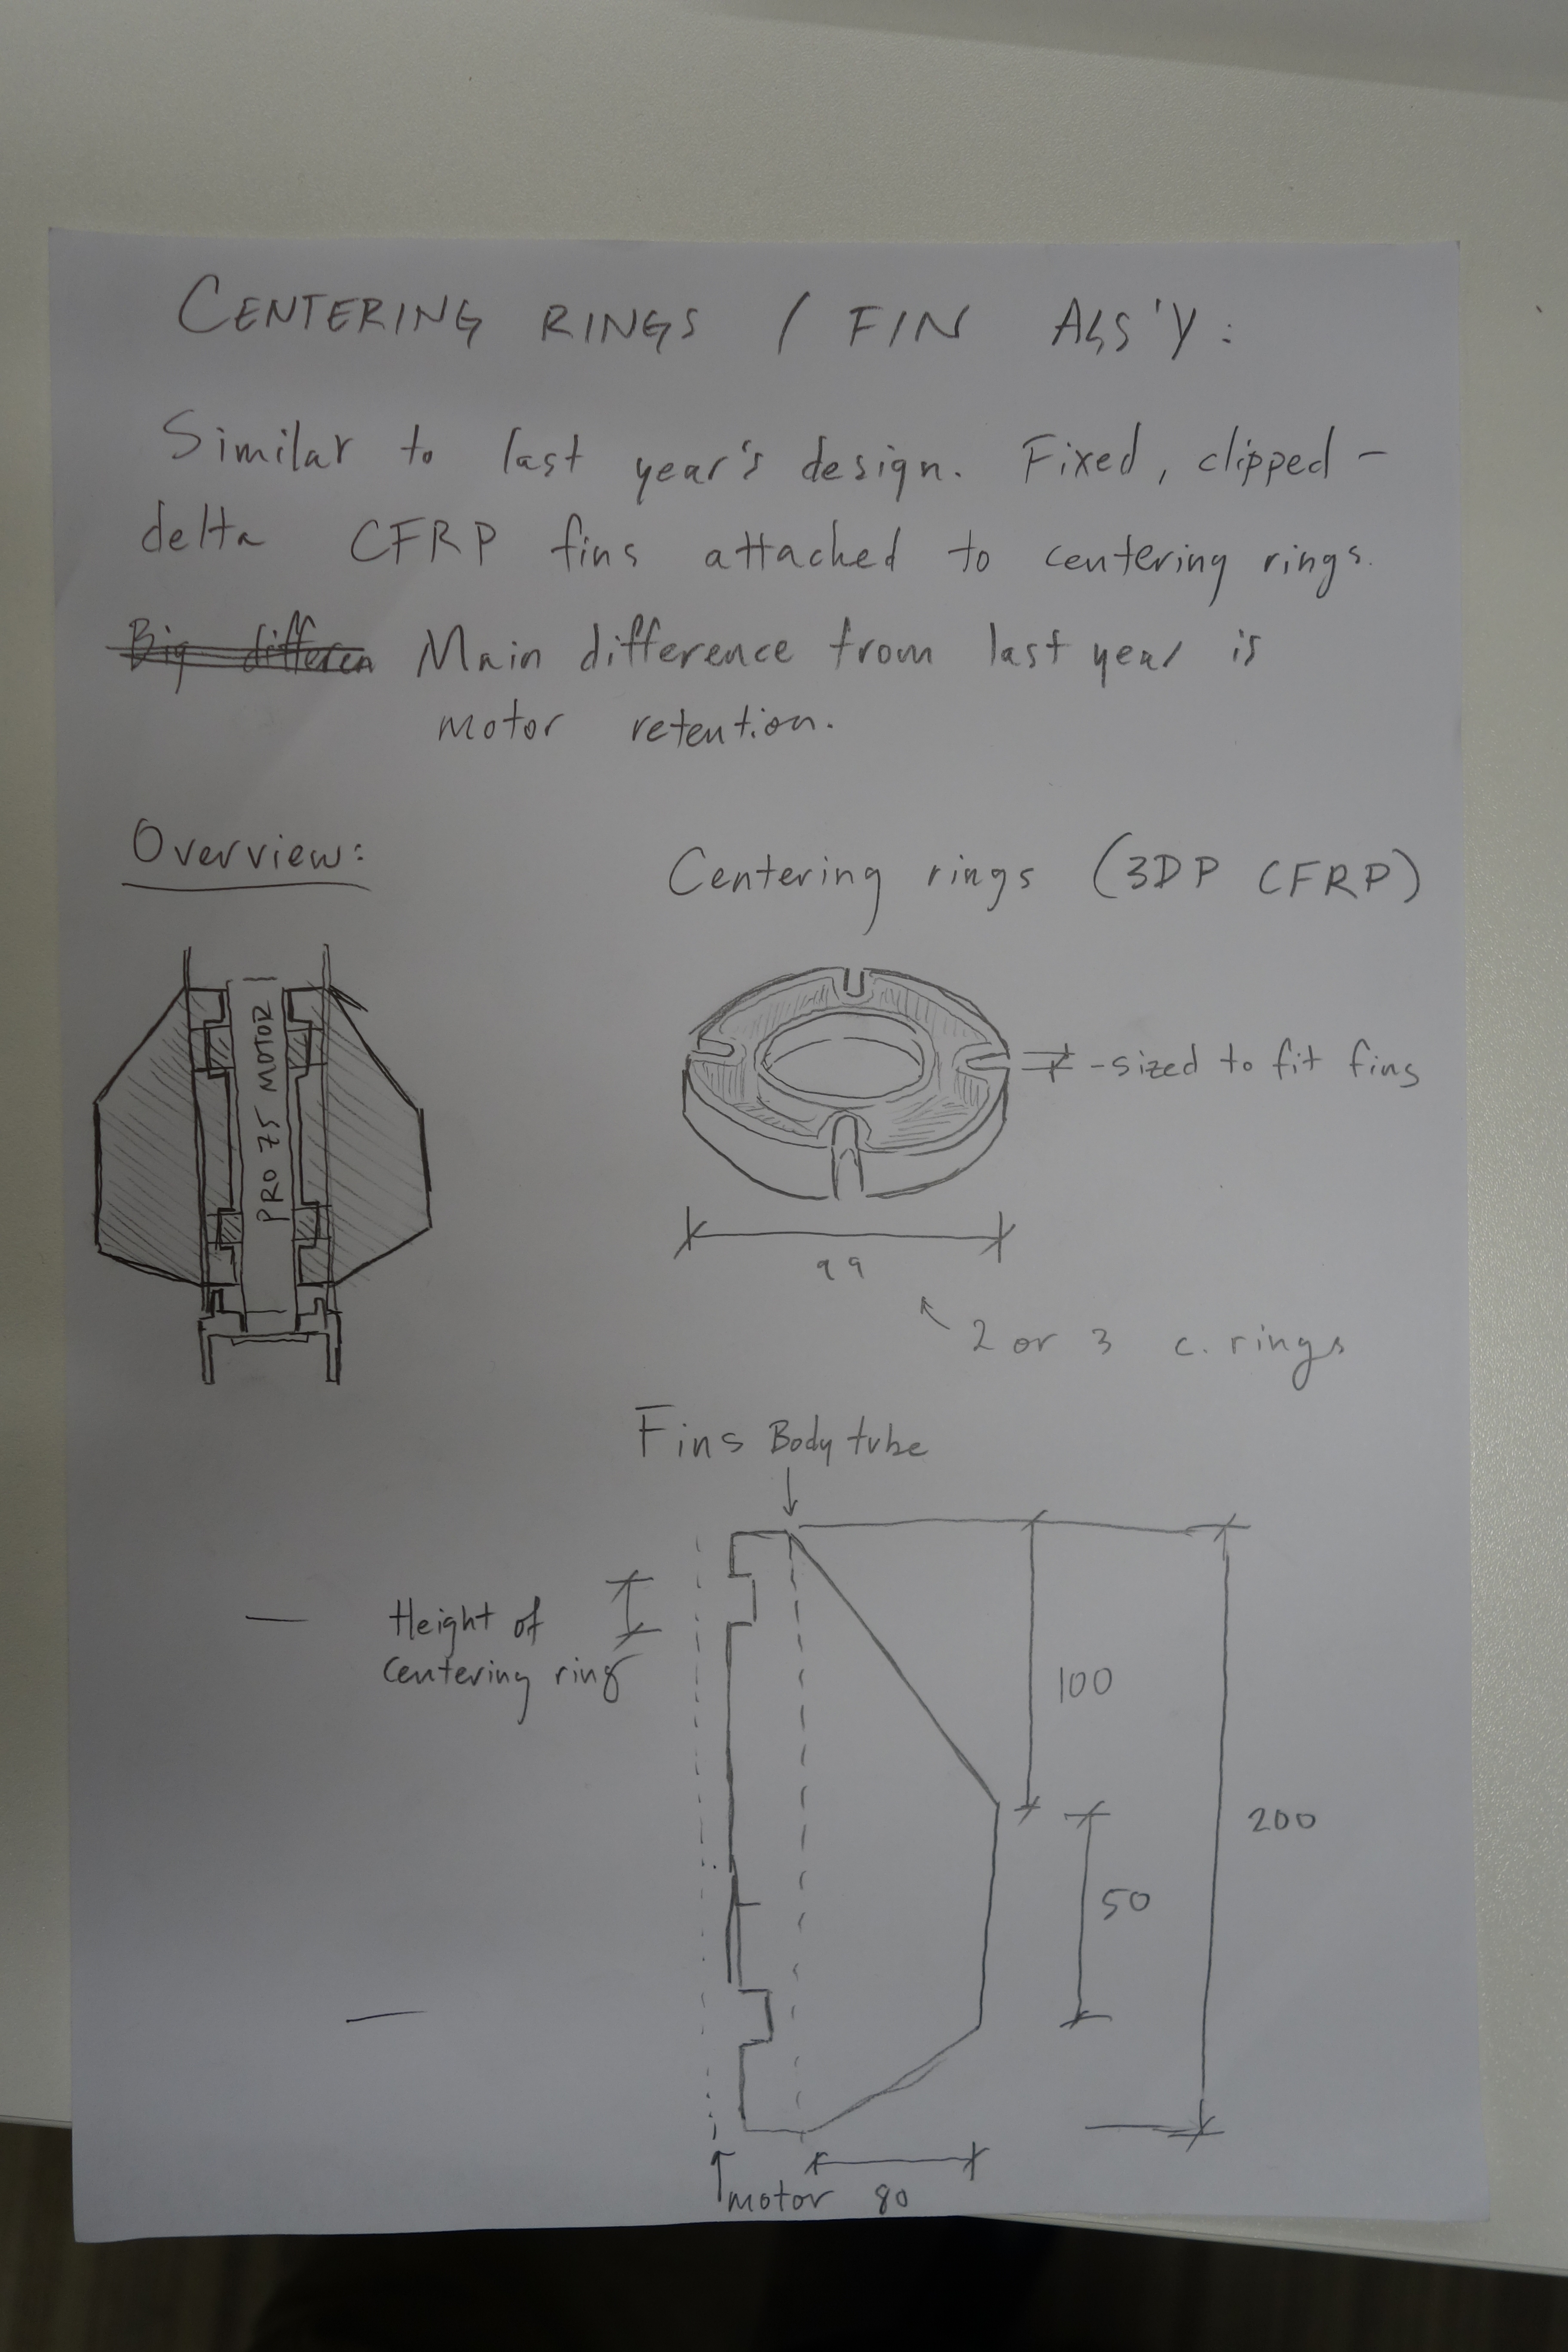 CENTERING RINGS / FIN ASS'Y:
Similar to last year's design. Fixed, clipped-
delta CFRP fins attached to centering rings.
Big differen Main difference from last year is
motor retention.
Overview:
PRO 75 MOTOR
Centering rings (3DP CFRP)
-sized to fit fins
99
2 or 3 c. rings
Fins Body tube
Height of
centering ring
100
50
200
motor 80